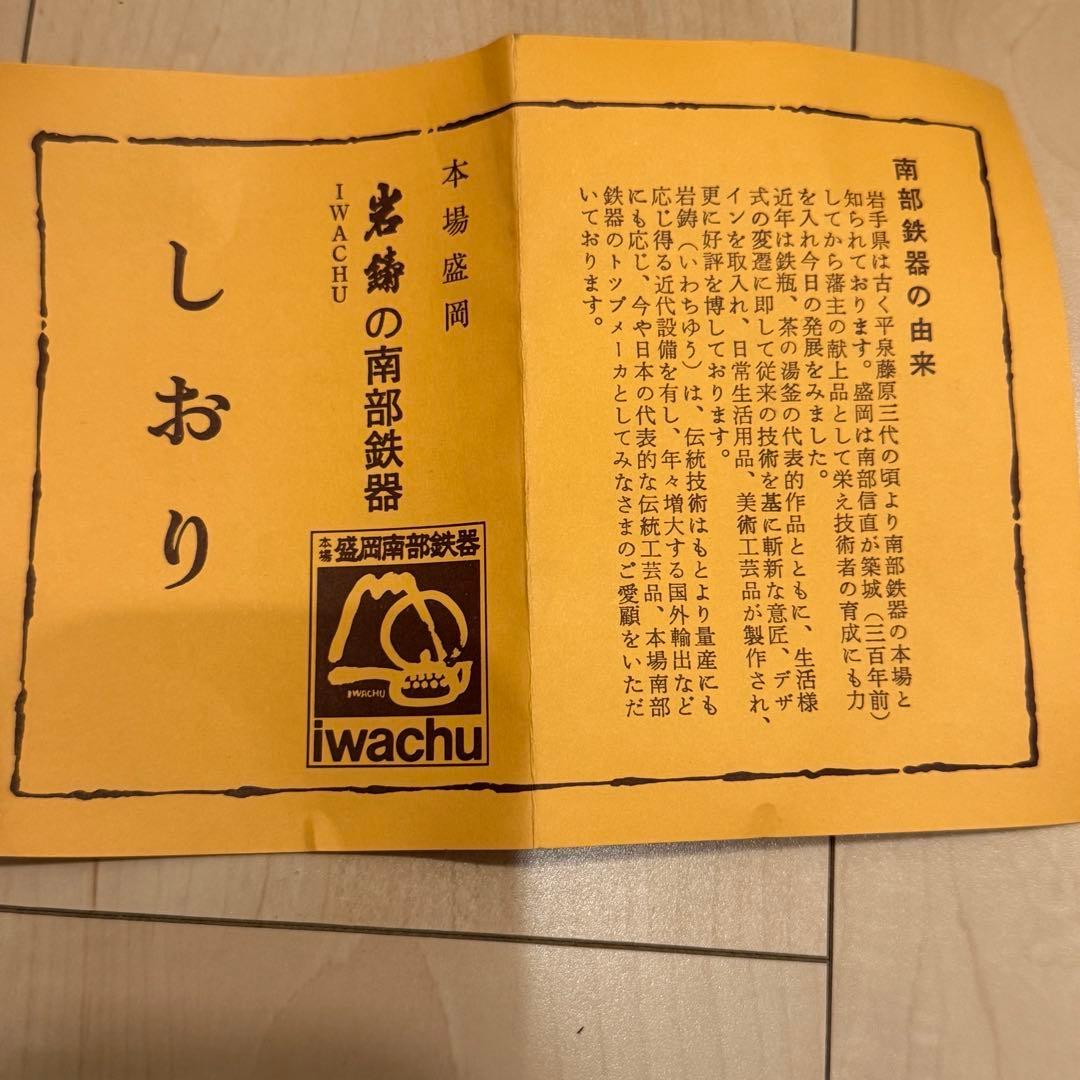 南部鉄器の由来
岩手県は古く平泉藤原三代の頃より南部鉄器の本場と
知られております。盛岡は南部信直が築城(三百年前)
してから藩主の献上品として栄え技術者の育成にも力
を入れ今日の発展をみました。
近年は鉄瓶、茶の湯釜の代表的作品とともに、生活様
式の変遷に即して従来の技術を基に斬新な意匠、デザ
インを取入れ、日常生活用品、美術工芸品が製作され、
更に好評を博しております。
岩鋳(いわちゆう)は、伝統技術はもとより量産にも
応じ得る近代設備を有し、年々増大する国外輸出など
にも応じ、今や日本の代表的な伝統工芸品、本場南部
鉄器のトップメーカとしてみなさまのご愛顧をいただ
いております。
本場盛岡
岩鋳の南部鉄器
IWACHU
しおり
本場 盛岡南部鉄器
IWACHU
iwachu